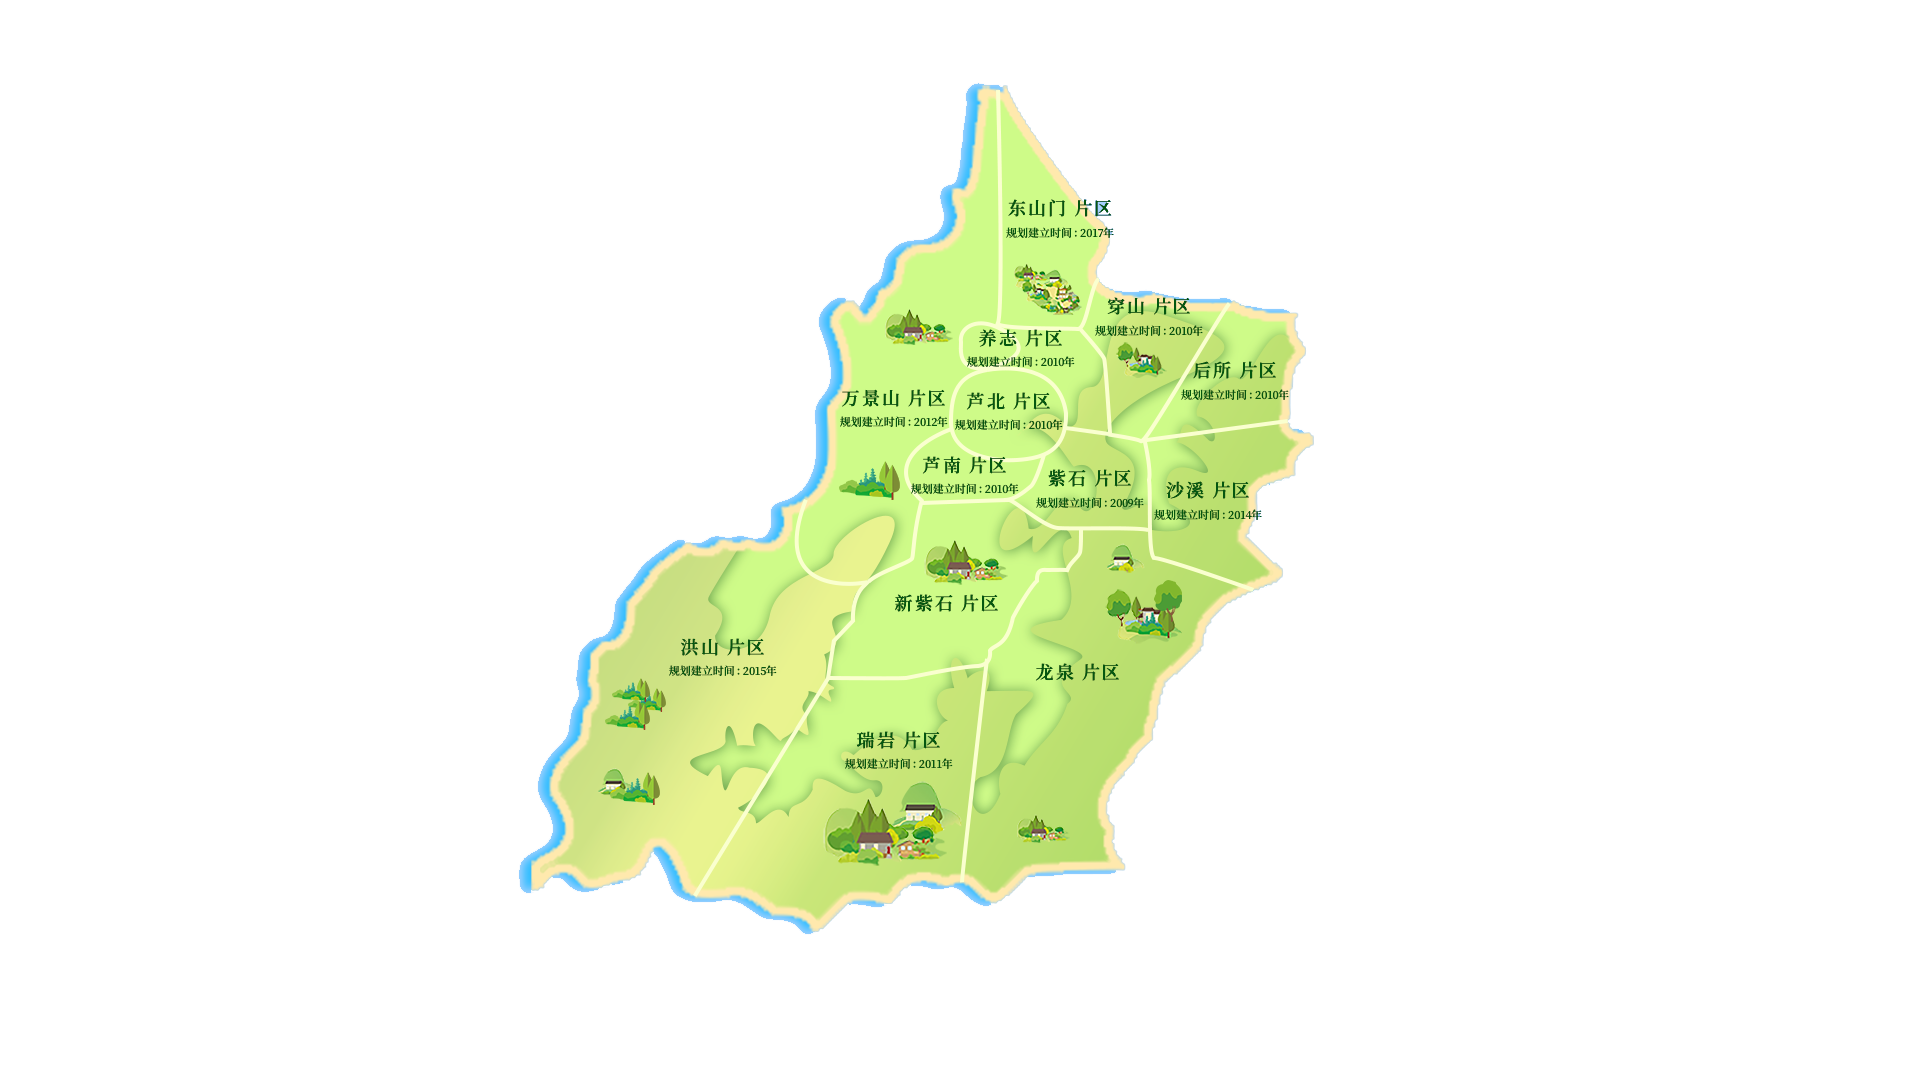 东山门 片区
规划建立时间 : 2017年
穿山 片区
规划建立时间 : 2010年
养志 片区
规划建立时间 : 2010年
后所 片区
规划建立时间 : 2010年
万景山 片区
规划建立时间 : 2012年
芦北 片区
规划建立时间 : 2010年
芦南 片区
规划建立时间 : 2010年
紫石 片区
规划建立时间 : 2009年
沙溪 片区
规划建立时间 : 2014年
新紫石 片区
洪山 片区
规划建立时间 : 2015年
龙泉 片区
瑞岩 片区
规划建立时间 : 2011年